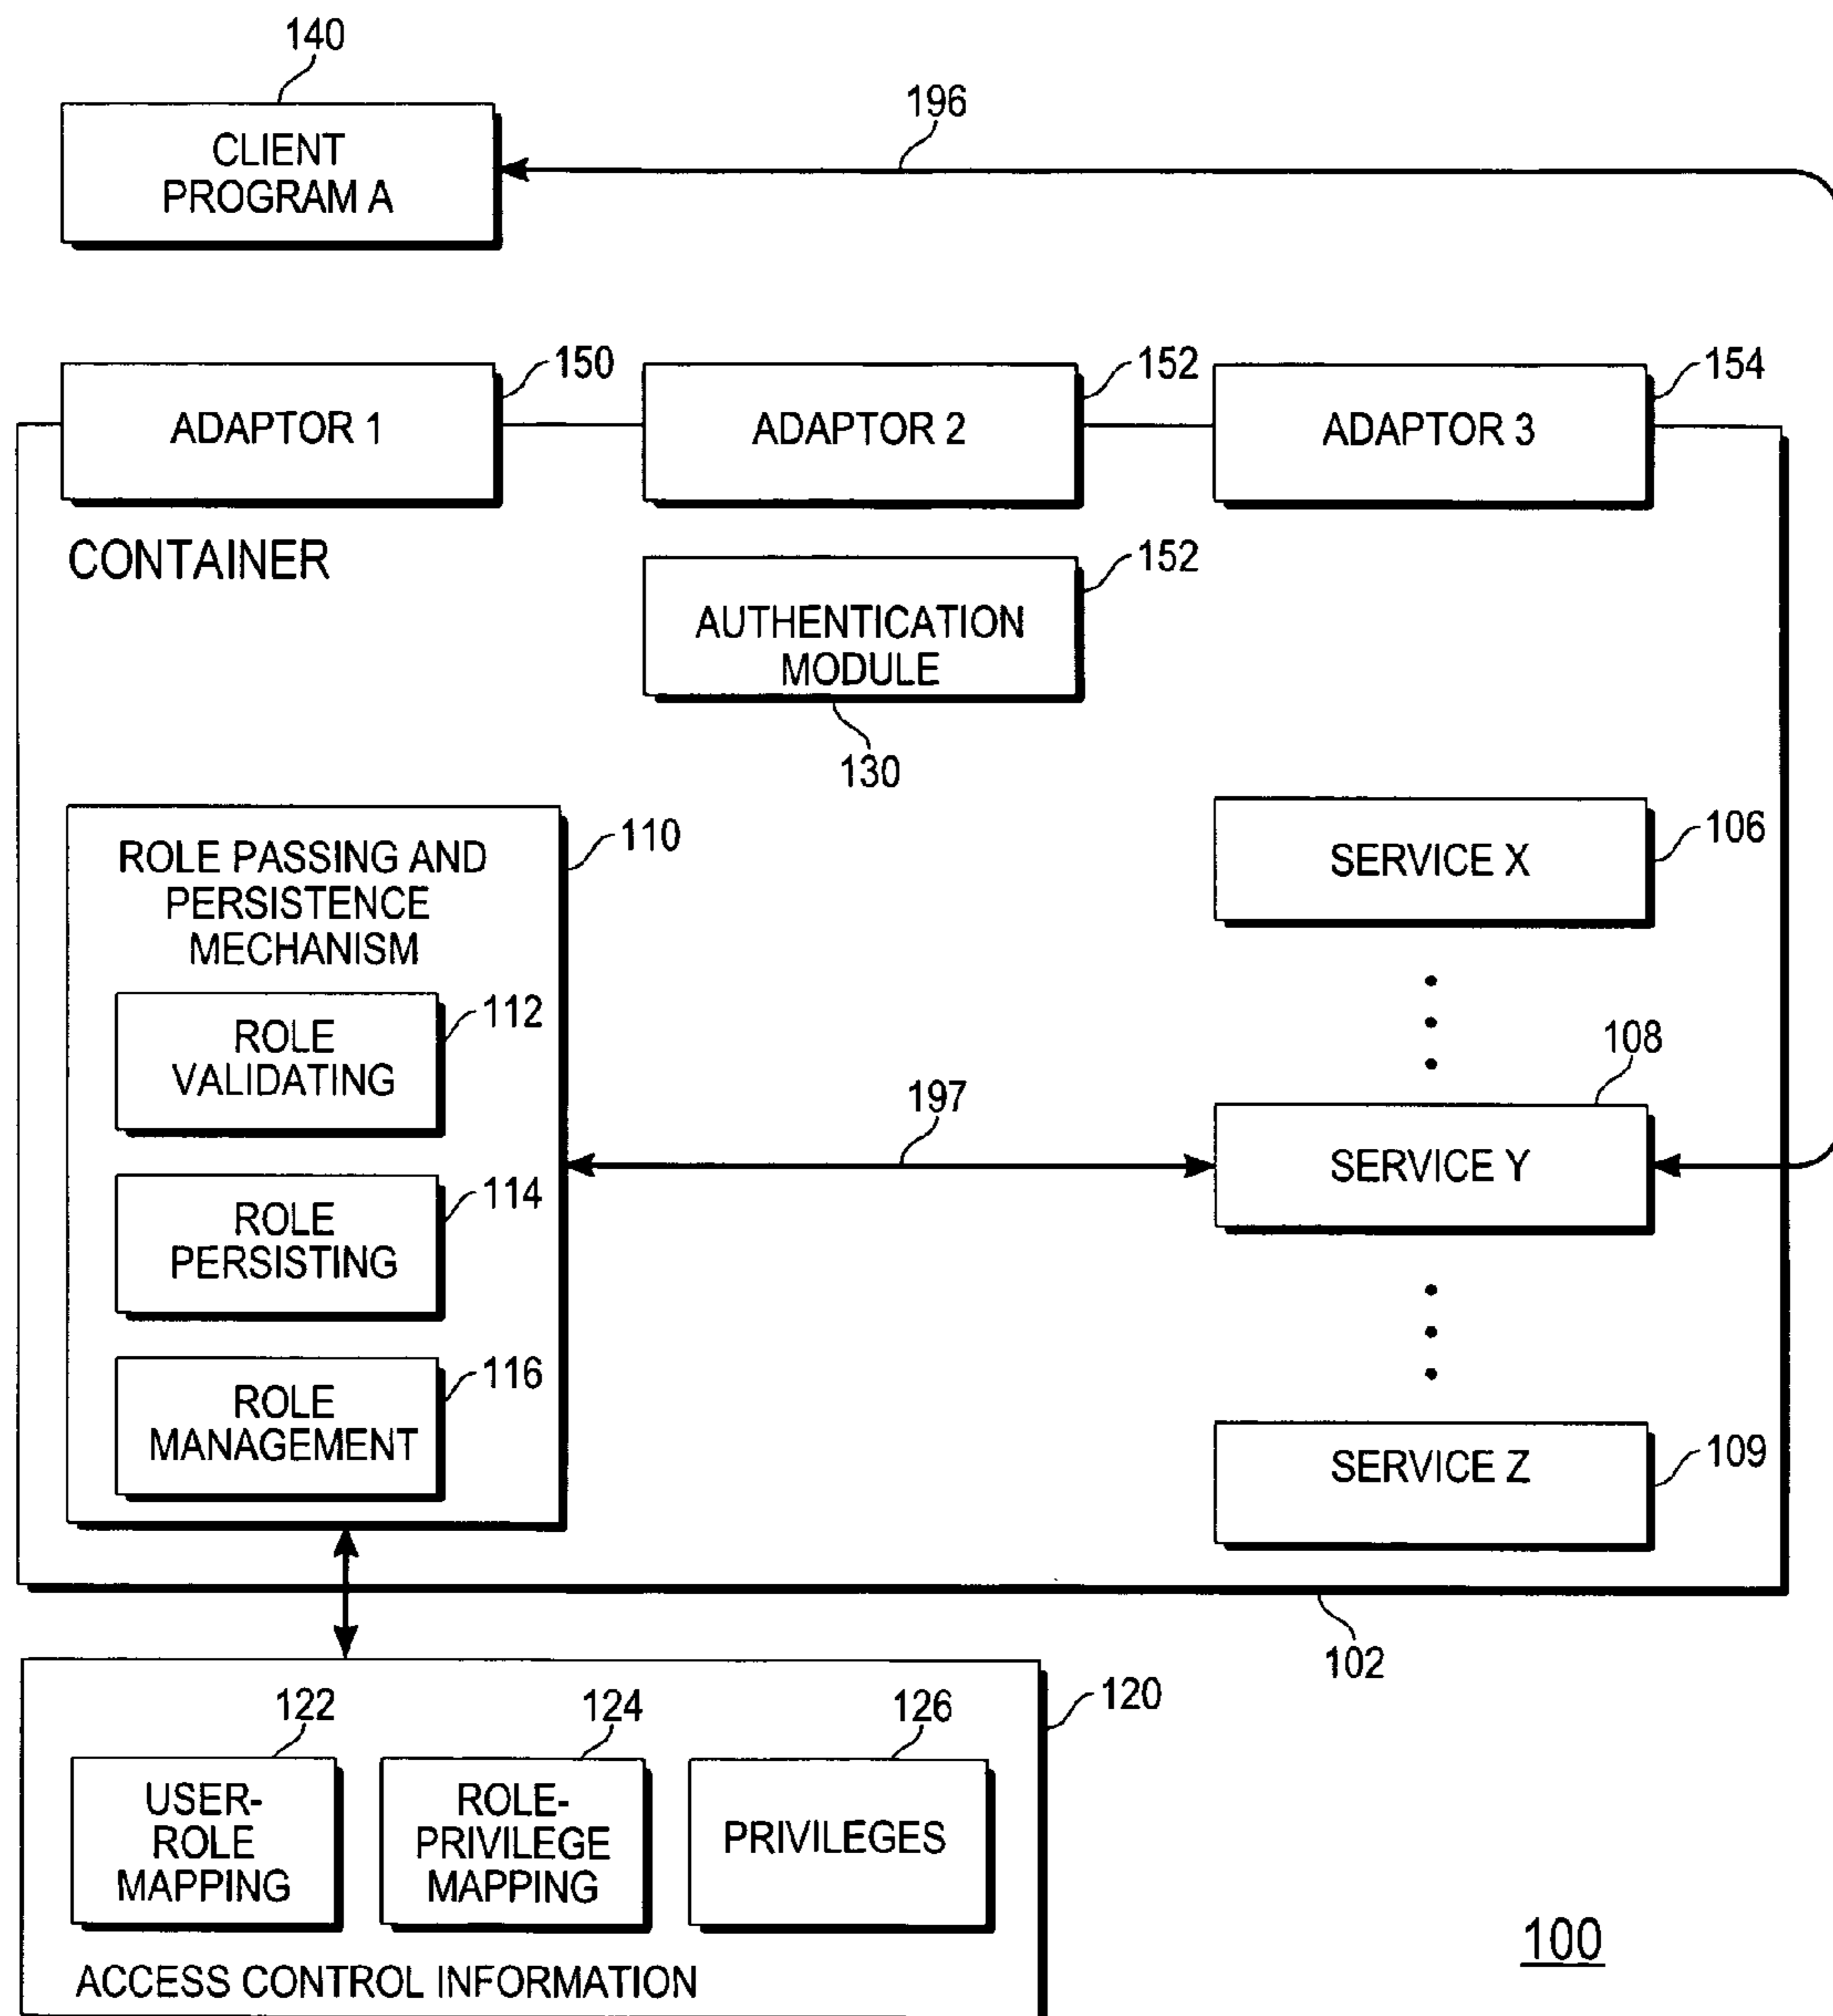 140
CLIENT
PROGRAM A
196
150
152
154
ADAPTOR 1
ADAPTOR 2
ADAPTOR 3
CONTAINER
152
AUTHENTICATION
MODULE
130
110
ROLE PASSING AND
PERSISTENCE
MECHANISM
106
SERVICE X
112
ROLE
VALIDATING
108
197
SERVICE Y
114
ROLE
PERSISTING
116
ROLE
MANAGEMENT
109
SERVICE Z
102
120
122
124
126
USER-
ROLE
MAPPING
ROLE-
PRIVILEGE
MAPPING
PRIVILEGES
ACCESS CONTROL INFORMATION
100